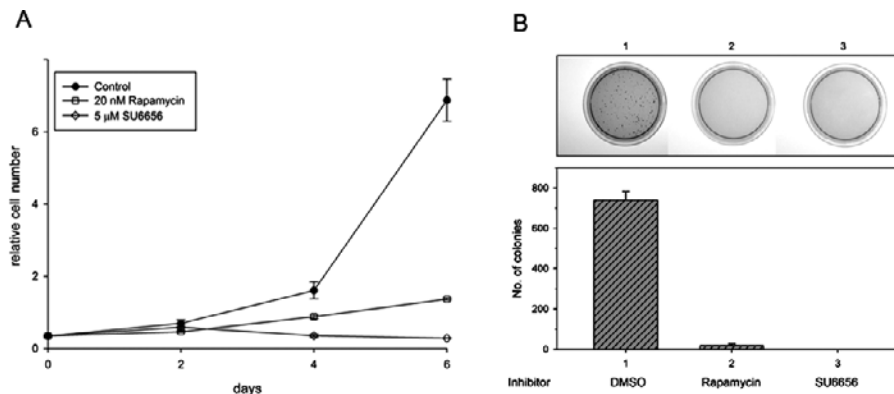 A
relative cell number
6
4
2
0
Control
20 nM Rapamycin
5 µM SU6656
0 2 4 6
days
B
1 2 3
No. of colonies
800
600
400
200
0
1 2 3
Inhibitor DMSO Rapamycin SU6656